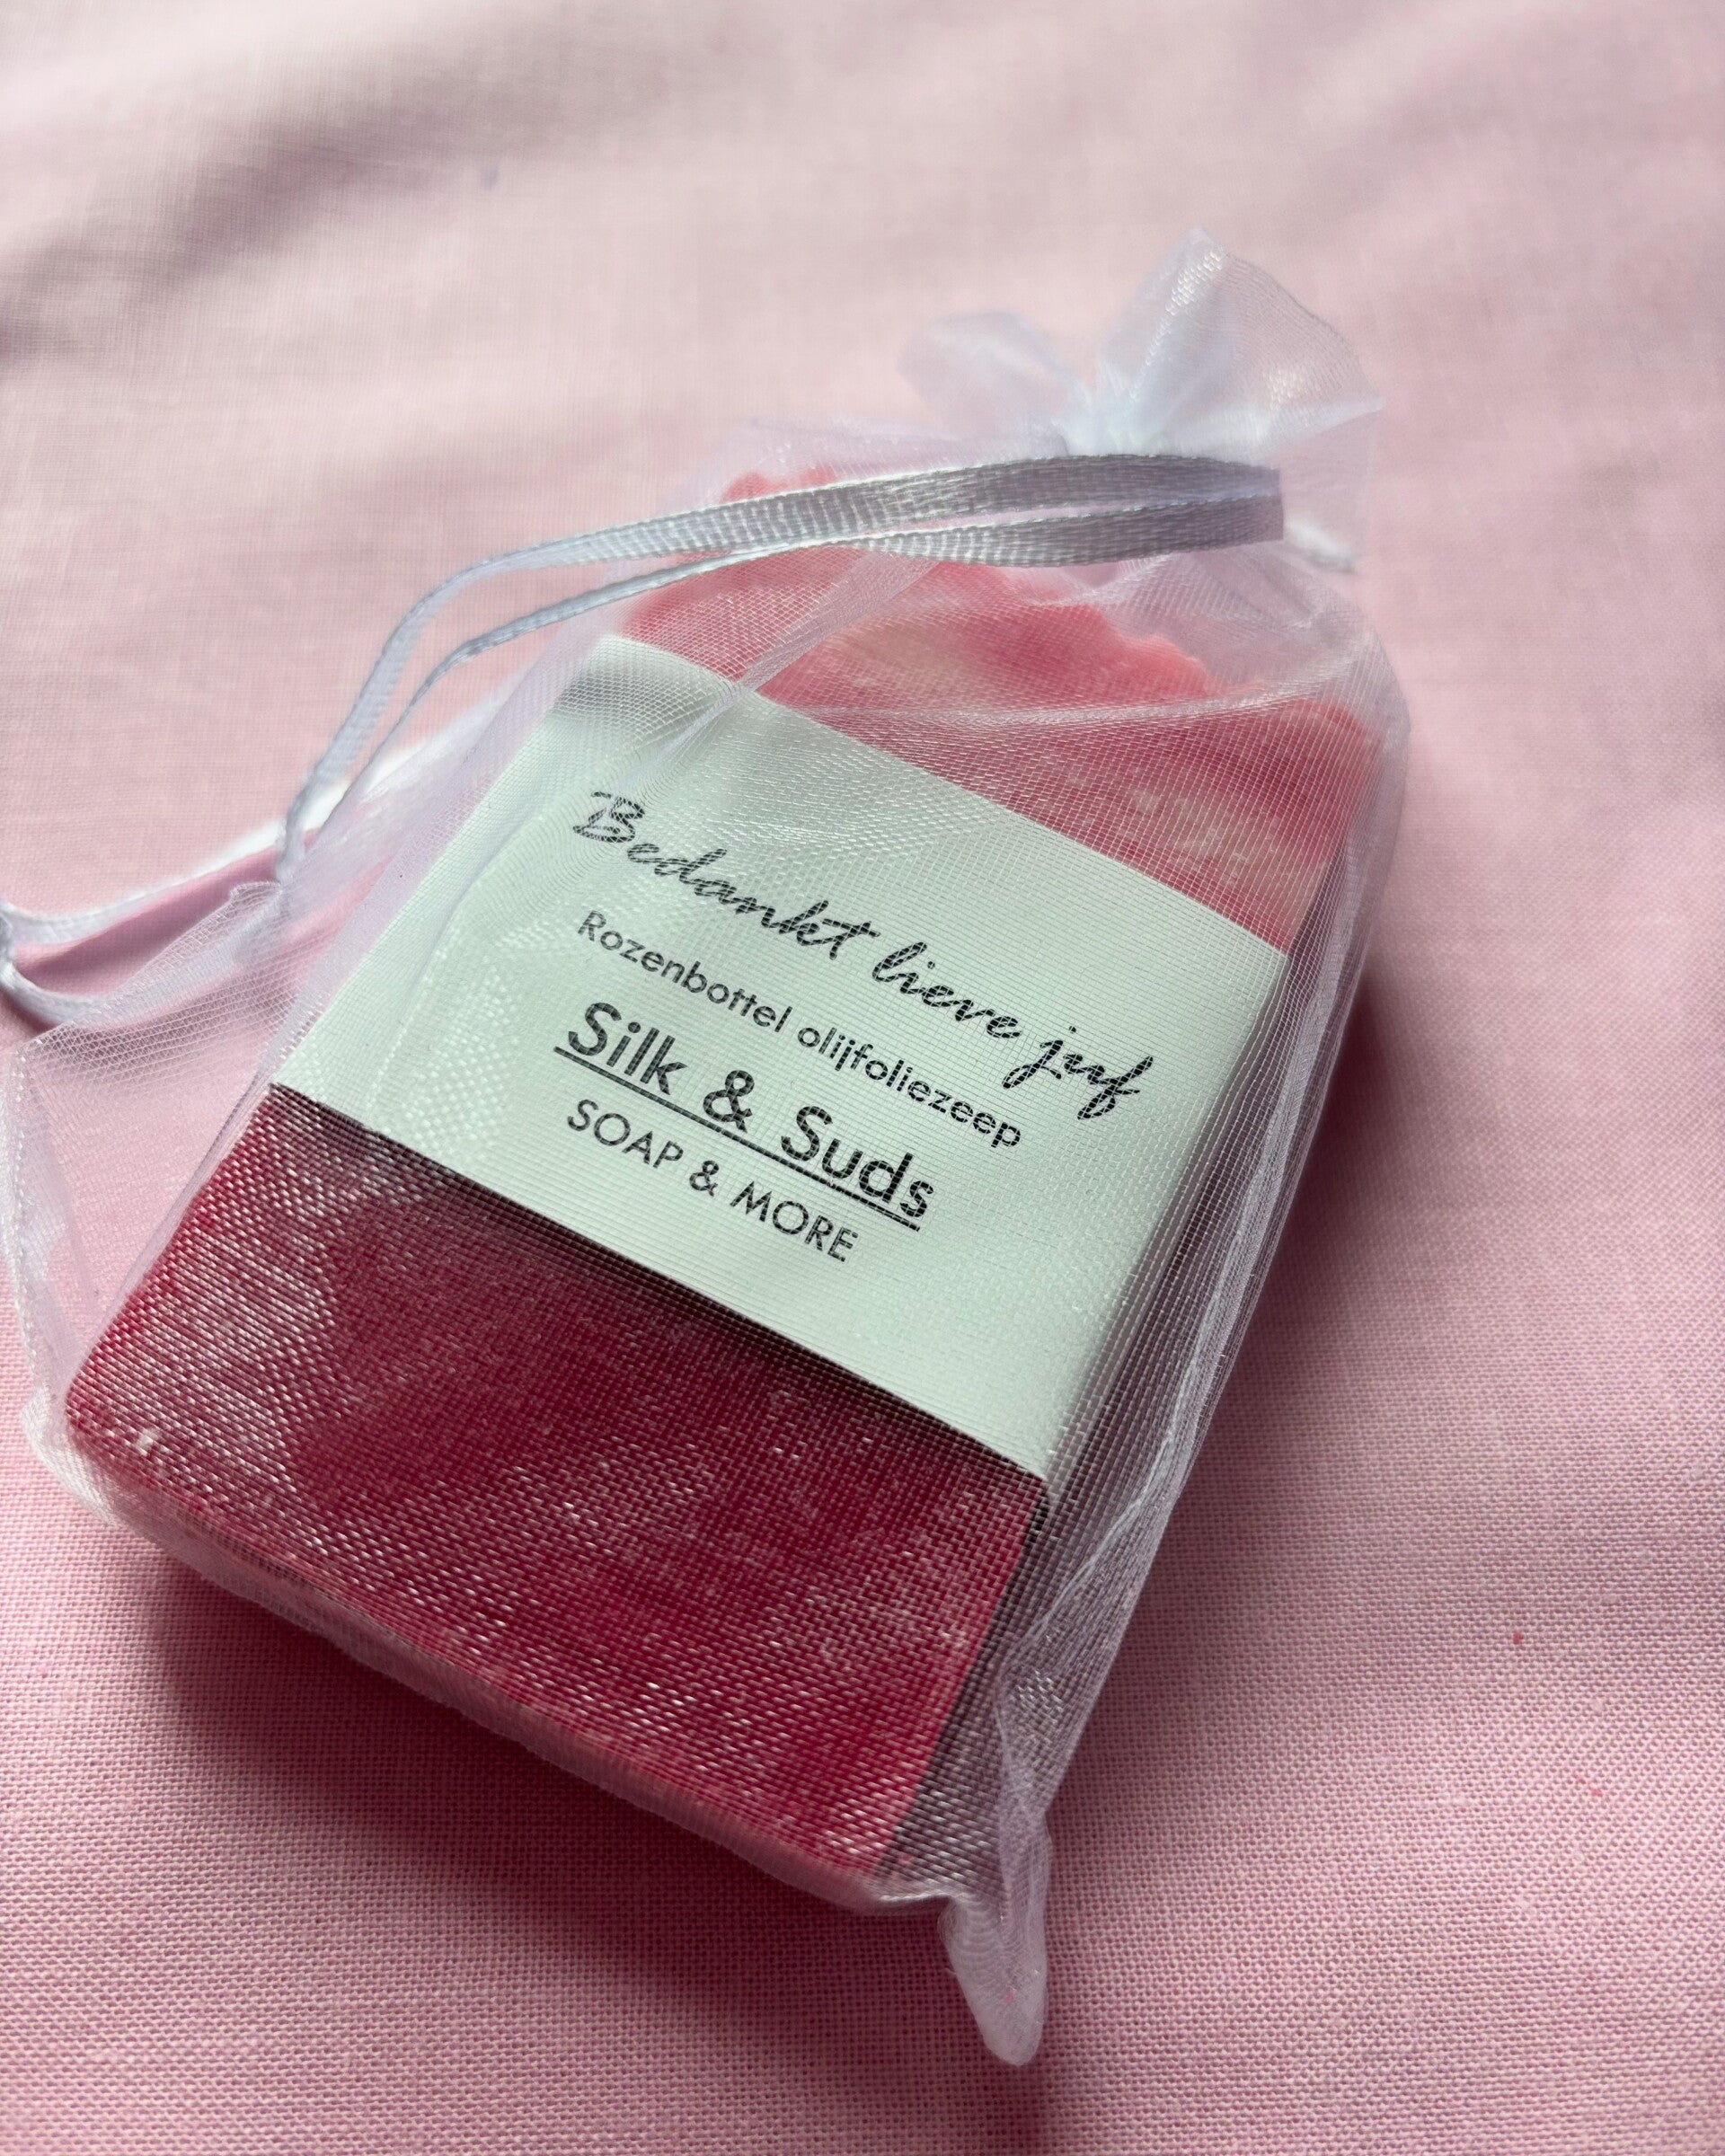 Bedankt lieve juf
Rozenbottel olijfoliezeep
Silk & Suds
SOAP & MORE